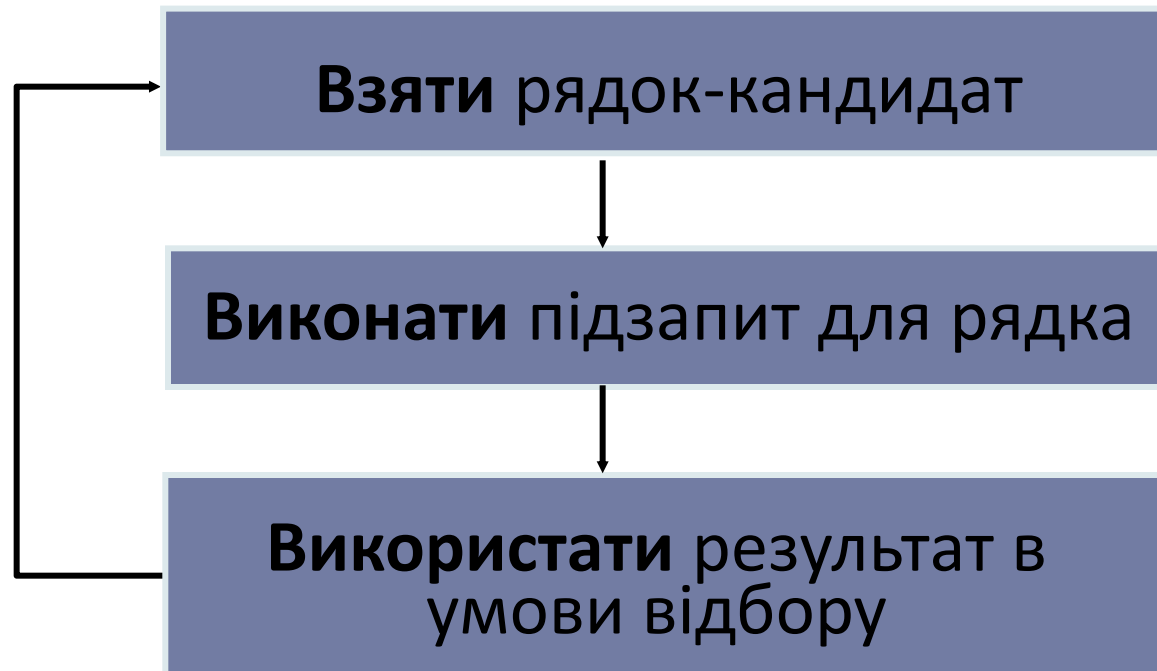 Взяти рядок-кандидат
Виконати підзапит для рядка
Використати результат в
умови відбору